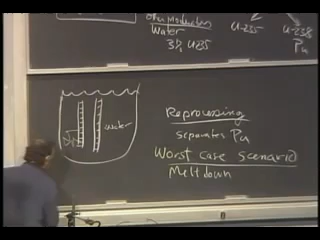 Water
3% U235
U-235
U-238
Pu
water
Reprocessing
separates Pu
Worst case scenario
Meltdown